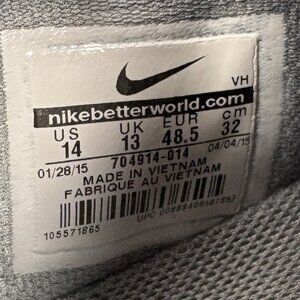 VH
nikebetterworld.com
US UK EUR cm
14 13 48.5 32
01/28/15 704914-014 04/04/15
MADE IN VIETNAM
FABRIQUE AU VIETNAM
105571865
UPC